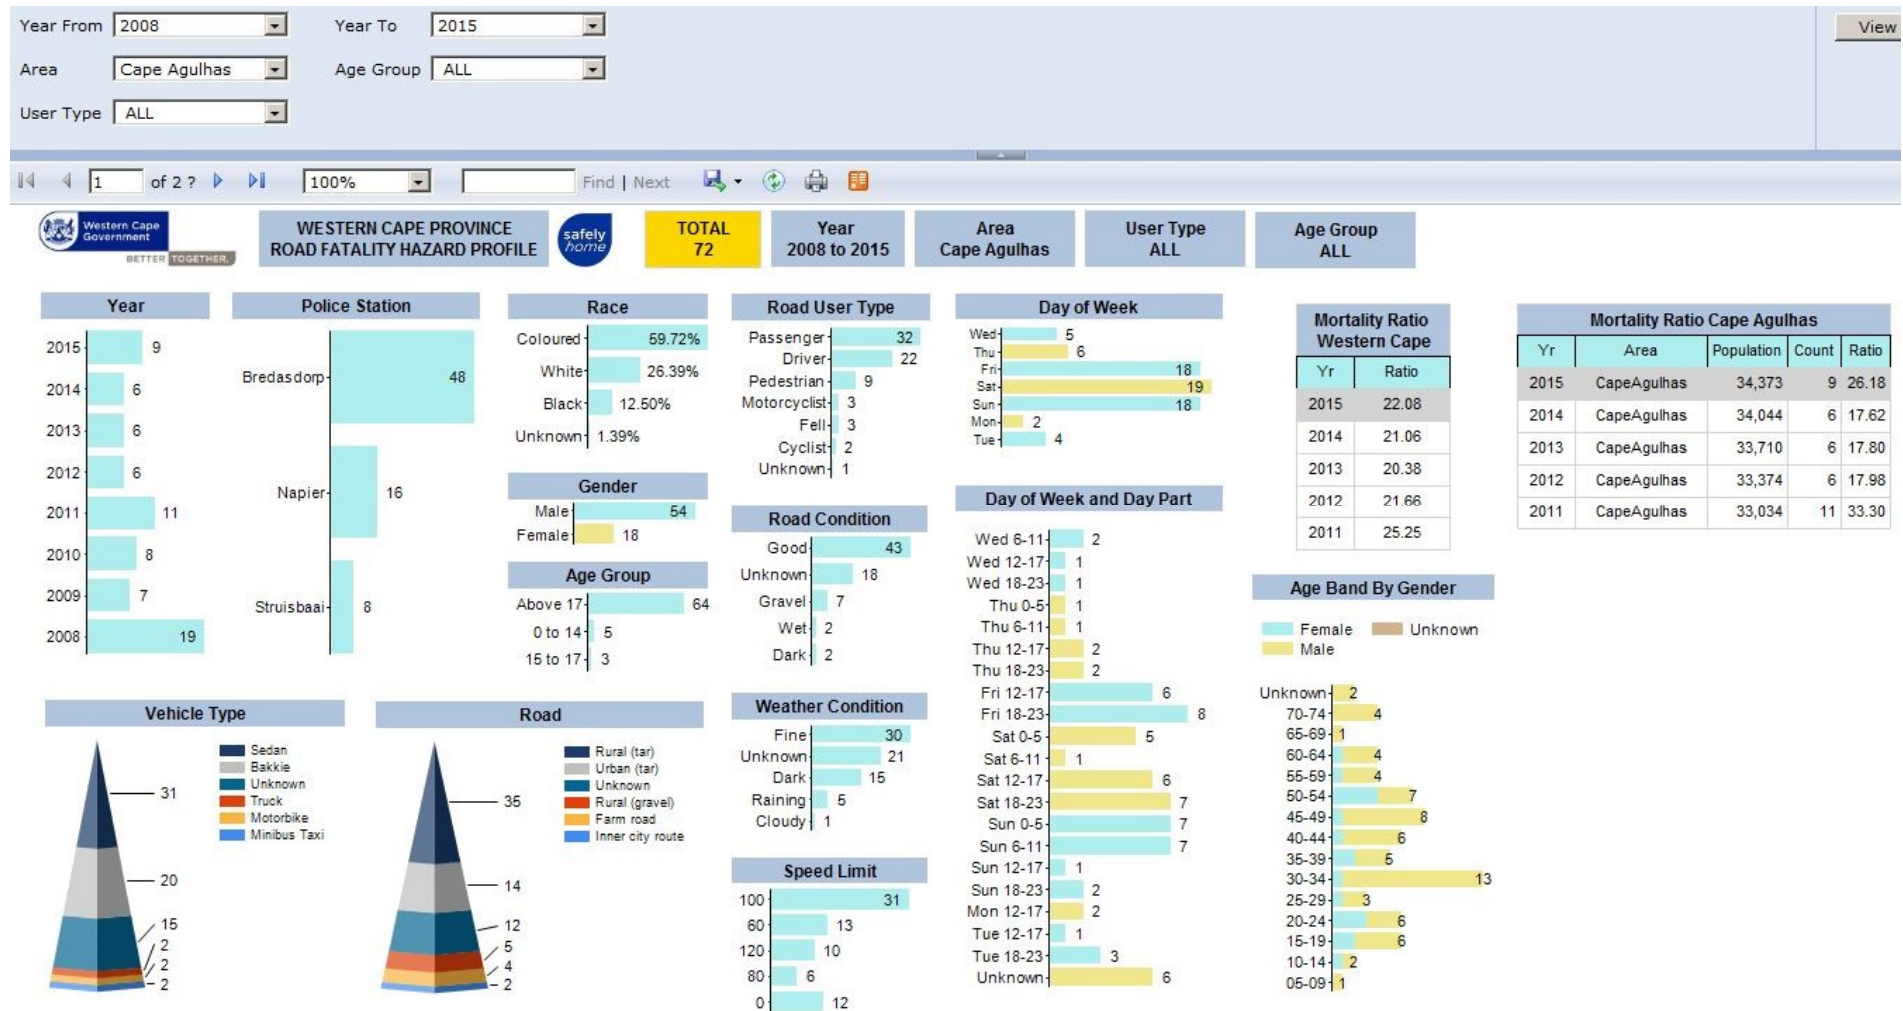 Year From 2008 Year To 2015 View
Area Cape Agulhas Age Group ALL
User Type ALL
1 of 2 ? 100% Find | Next
Western Cape
Government
BETTER TOGETHER.
WESTERN CAPE PROVINCE
ROAD FATALITY HAZARD PROFILE
safely
home
TOTAL
72
Year
2008 to 2015
Area
Cape Agulhas
User Type
ALL
Age Group
ALL
Year
2015 9
2014 6
2013 6
2012 6
2011 11
2010 8
2009 7
2008 19
Police Station
Bredasdorp 48
Napier 16
Struisbaai 8
Race
Coloured 59.72%
White 26.39%
Black 12.50%
Unknown 1.39%
Gender
Male 54
Female 18
Age Group
Above 17 64
0 to 14 5
15 to 17 3
Road User Type
Passenger 32
Driver 22
Pedestrian 9
Motorcyclist 3
Fell 3
Cyclist 2
Unknown 1
Road Condition
Good 43
Unknown 18
Gravel 7
Wet 2
Dark 2
Weather Condition
Fine 30
Unknown 21
Dark 15
Raining 5
Cloudy 1
Speed Limit
100 31
60 13
120 10
80 6
0 12
Day of Week
Wed 5
Thu 6
Fri 18
Sat 19
Sun 18
Mon 2
Tue 4
Day of Week and Day Part
Wed 6-11 2
Wed 12-17 1
Wed 18-23 1
Thu 0-5 1
Thu 6-11 1
Thu 12-17 2
Thu 18-23 2
Fri 12-17 6
Fri 18-23 8
Sat 0-5 5
Sat 6-11 1
Sat 12-17 6
Sat 18-23 7
Sun 0-5 7
Sun 6-11 7
Sun 12-17 1
Sun 18-23 2
Mon 12-17 2
Tue 12-17 1
Tue 18-23 3
Unknown 6
Mortality Ratio
Western Cape
Yr Ratio
2015 22.08
2014 21.06
2013 20.38
2012 21.66
2011 25.25
Mortality Ratio Cape Agulhas
Yr Area Population Count Ratio
2015 CapeAgulhas 34,373 9 26.18
2014 CapeAgulhas 34,044 6 17.62
2013 CapeAgulhas 33,710 6 17.80
2012 CapeAgulhas 33,374 6 17.98
2011 CapeAgulhas 33,034 11 33.30
Age Band By Gender
Female Unknown
Male
Unknown 2
70-74 4
65-69 1
60-64 4
55-59 4
50-54 7
45-49 8
40-44 6
35-39 5
30-34 13
25-29 3
20-24 6
15-19 6
10-14 2
05-09 1
Vehicle Type
Sedan
Bakkie
Unknown
Truck
Motorbike
Minibus Taxi
31
20
15
2
2
2
Road
Rural (tar)
Urban (tar)
Unknown
Rural (gravel)
Farm road
Inner city route
35
14
12
5
4
2